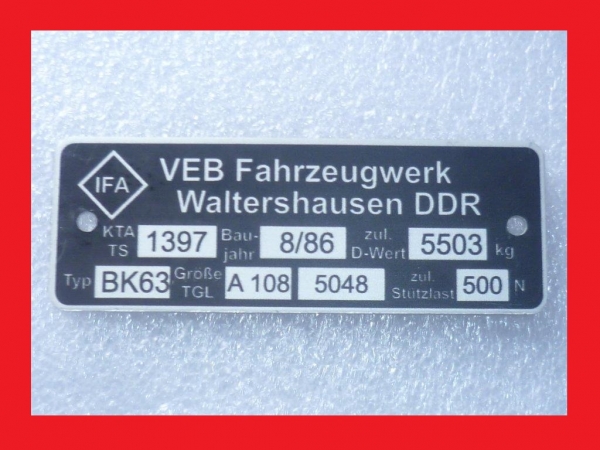 IFA
VEB Fahrzeugwerk
Waltershausen DDR
KTA TS 1397 Bau- jahr 8/86 zul. D-Wert 5503 kg
Typ BK63 Größe TGL A 108 5048 zul. Stützlast 500 N